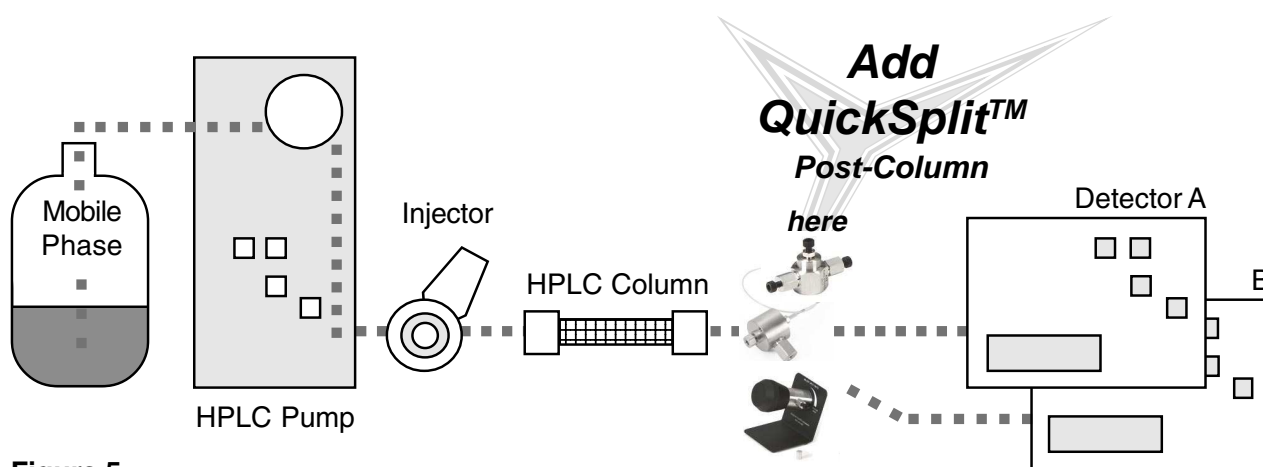 Add
QuickSplit™
Post-Column
here
Mobile
Phase
HPLC Pump
Injector
HPLC Column
Detector A